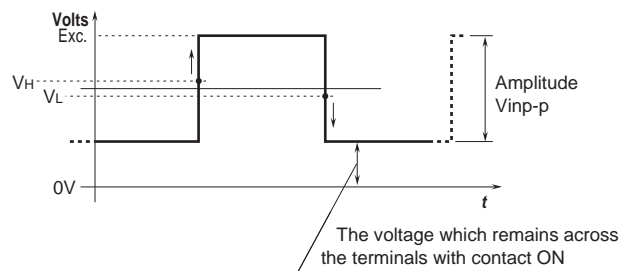 Volts
Exc.
VH
VL
Amplitude
Vinp-p
0V
t
The voltage which remains across
the terminals with contact ON